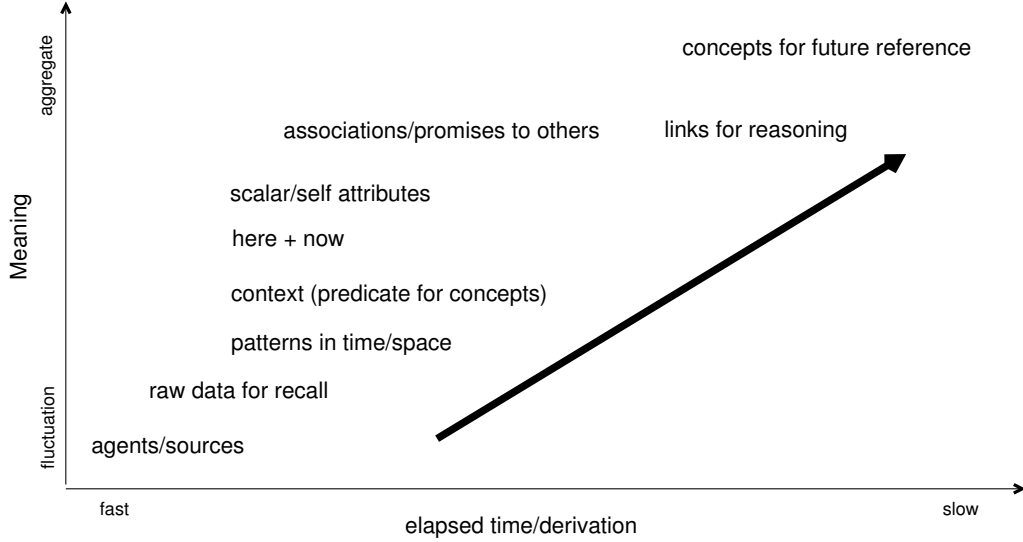 concepts for future reference
aggregate
associations/promises to others
links for reasoning
scalar/self attributes
Meaning
here + now
context (predicate for concepts)
patterns in time/space
raw data for recall
fluctuation
agents/sources
fast
slow
elapsed time/derivation